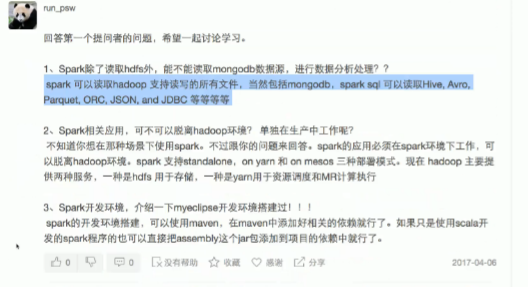 run_psw
回答第一个提问者的问题，希望一起讨论学习。
1、Spark除了读取hdfs外，能不能读取mongodb数据源，进行数据分析处理？？
spark 可以读取hadoop 支持读写的所有文件，当然包括mongodb，spark sql 可以读取Hive, Avro,
Parquet, ORC, JSON, and JDBC 等等等等
2、Spark相关应用，可不可以脱离hadoop环境？ 单独在生产中工作呢？
不知道你想在那种场景下使用spark。不过跟你的问题来回答。spark的应用必须在spark环境下工作，可
以脱离hadoop环境。spark 支持standalone，on yarn 和 on mesos 三种部署模式。现在 hadoop 主要提
供两种服务，一种是hdfs 用于存储，一种是yarn用于资源调度和MR计算执行
3、Spark开发环境，介绍一下myeclipse开发环境搭建过！！！
spark的开发环境搭建，可以使用maven，在maven中添加好相关的依赖就行了。如果只是用scala开
发的spark程序的也可以直接把assembly这个jar包添加到项目的依赖中就行了。
0 0 没有帮助 收藏 感谢 分享 2017-04-06